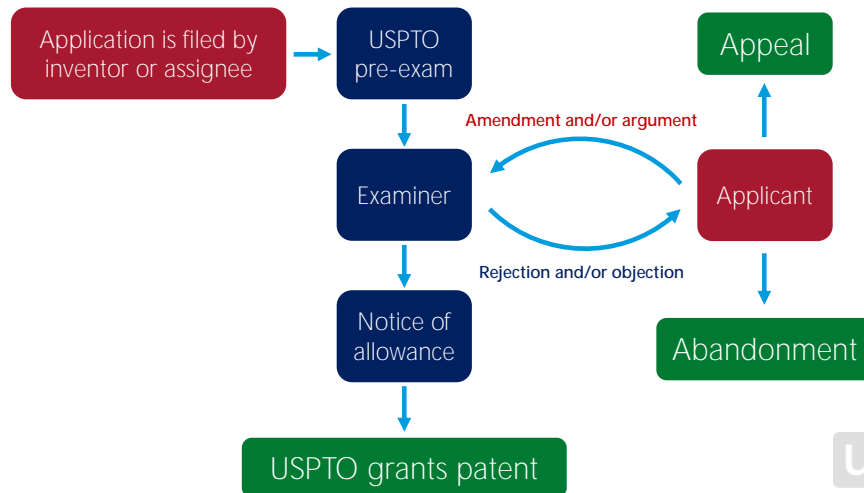 Application is filed by
inventor or assignee
USPTO
pre-exam
Appeal
Amendment and/or argument
Examiner
Applicant
Rejection and/or objection
Notice of
allowance
Abandonment
USPTO grants patent
U